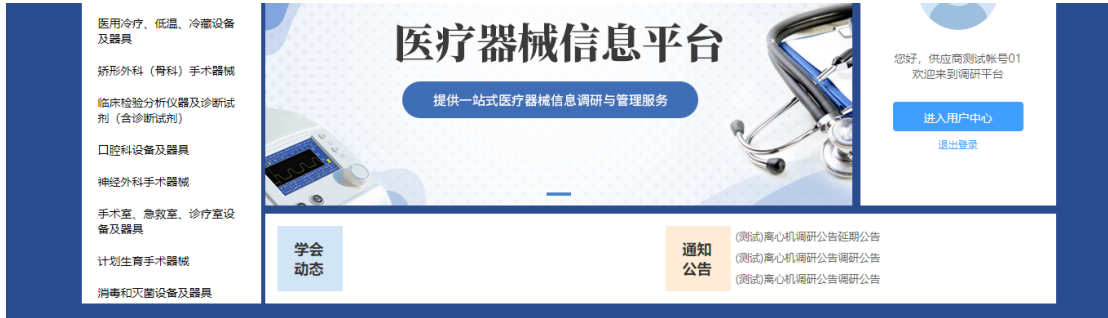 医用冷疗、低温、冷藏设备
及器具
矫形外科（骨科）手术器械
临床检验分析仪器及诊断试
剂（含诊断试剂）
口腔科设备及器具
神经外科手术器械
手术室、急救室、诊疗室设
备及器具
计划生育手术器械
消毒和灭菌设备及器具
医疗器械信息平台
提供一站式医疗器械信息调研与管理服务
您好，供应商测试帐号01
欢迎来到调研平台
进入用户中心
退出登录
学会
动态
通知
公告
(测试)离心机调研公告延期公告
(测试)离心机调研公告调研公告
(测试)离心机调研公告调研公告